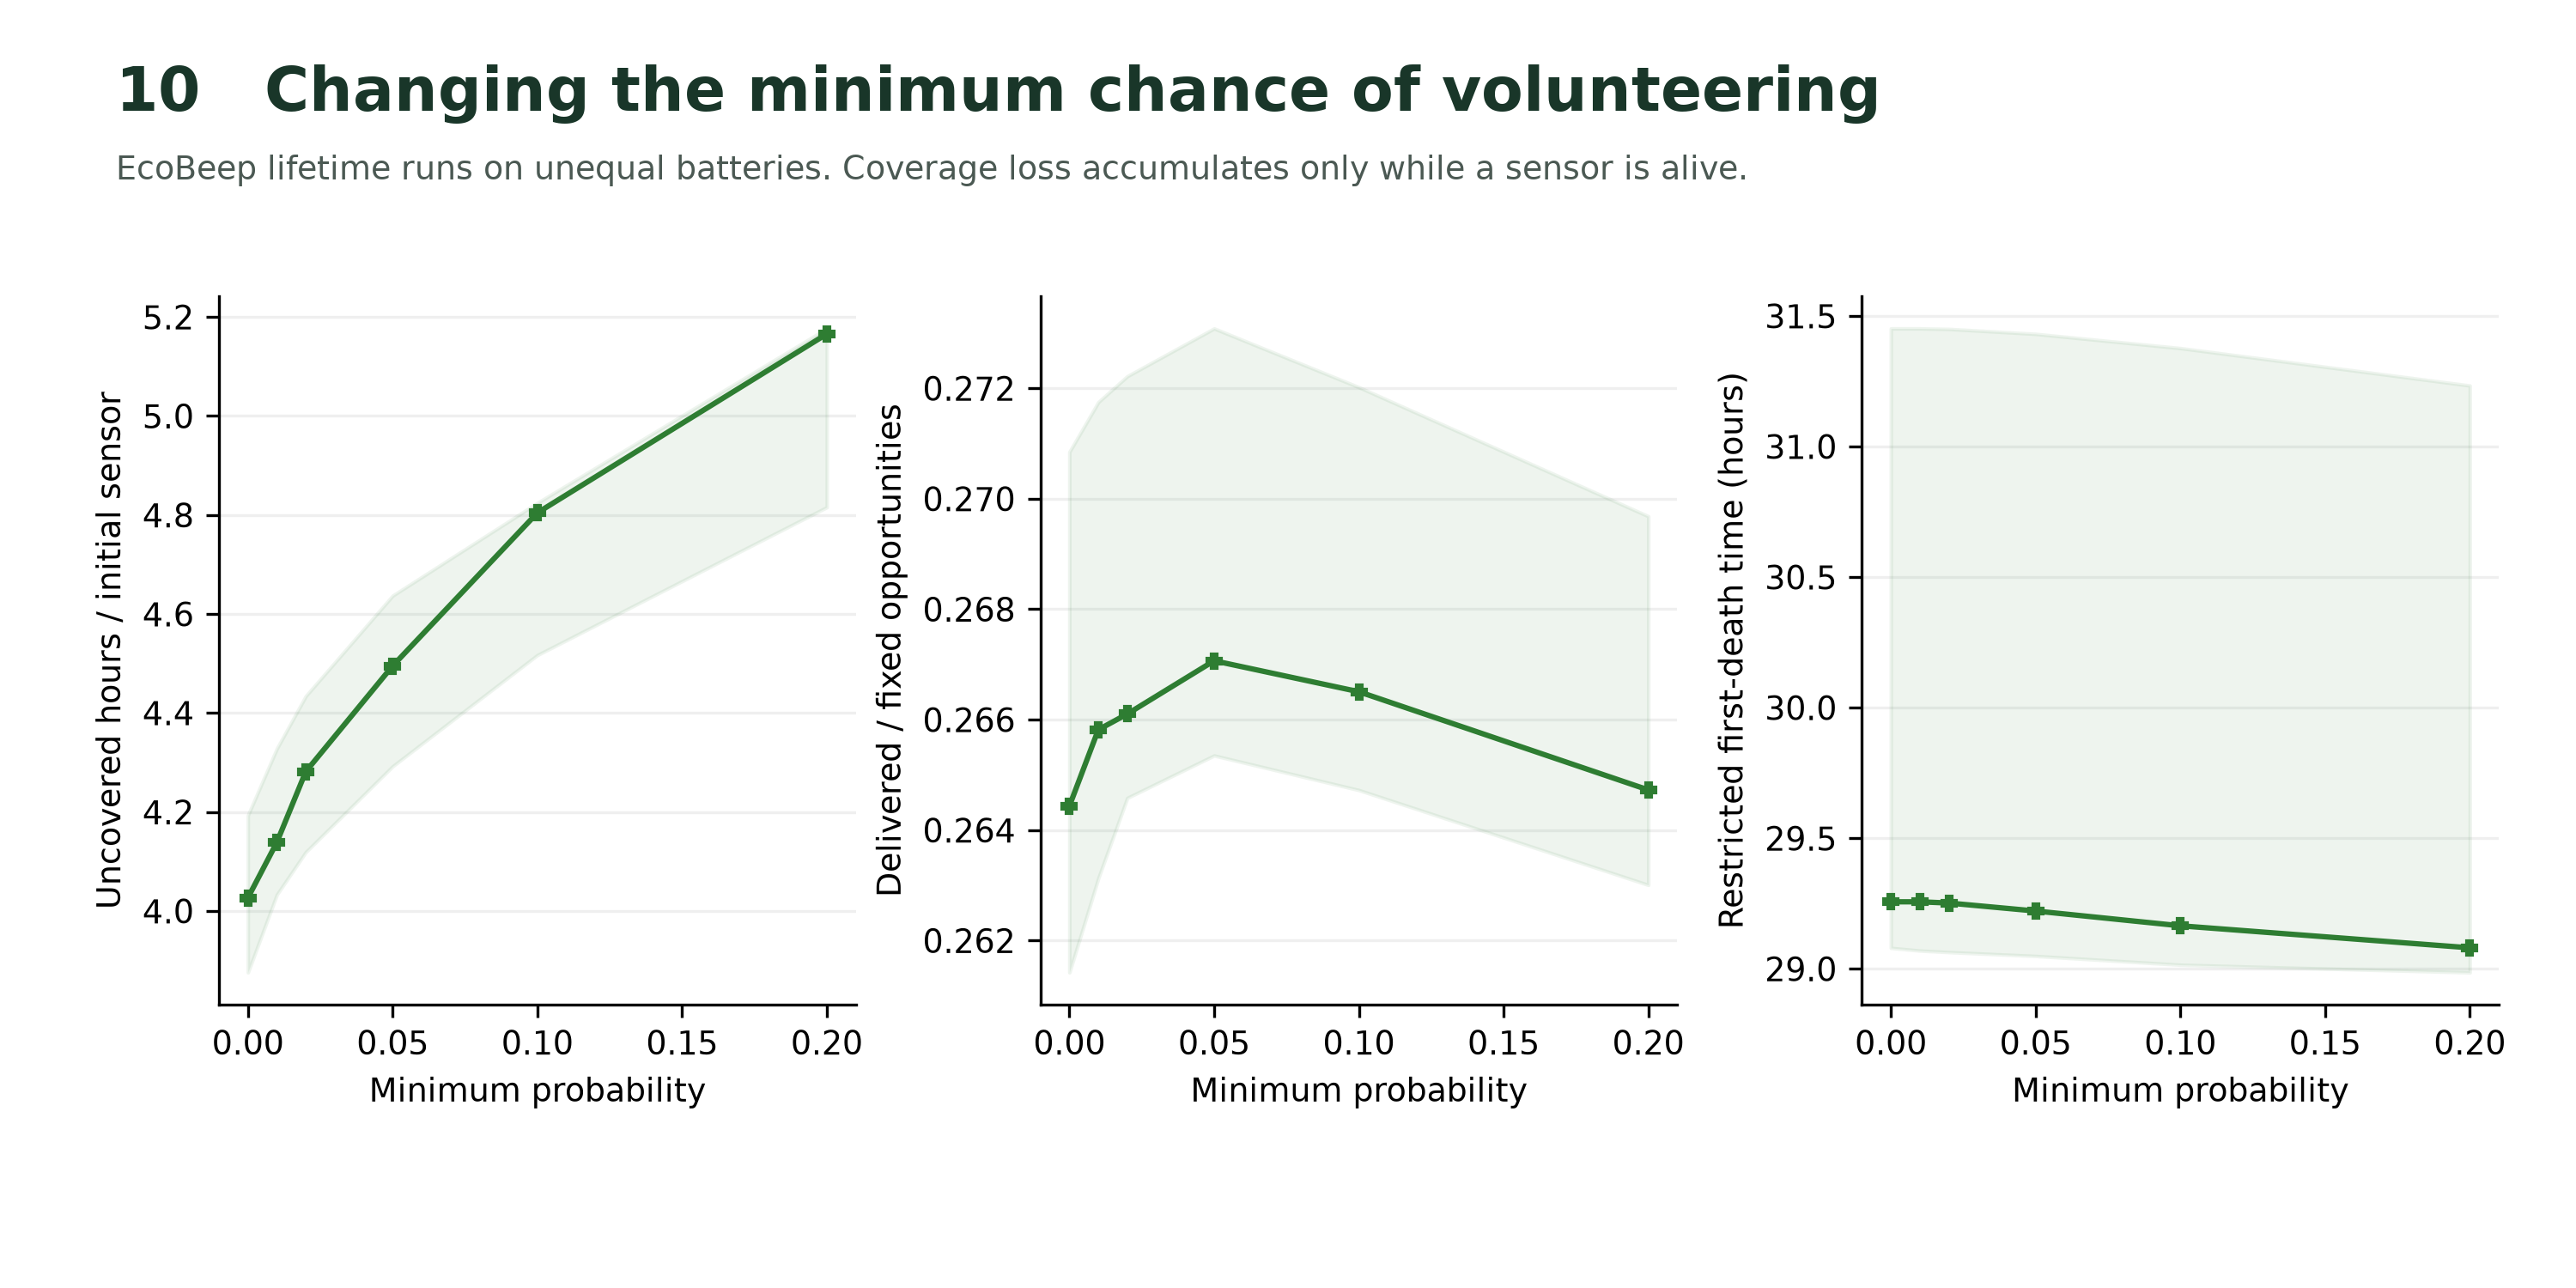 10 Changing the minimum chance of volunteering
EcoBeep lifetime runs on unequal batteries. Coverage loss accumulates only while a sensor is alive.
Uncovered hours / initial sensor
5.2
5.0
4.8
4.6
4.4
4.2
4.0
0.00 0.05 0.10 0.15 0.20
Minimum probability
Delivered / fixed opportunities
0.272
0.270
0.268
0.266
0.264
0.262
0.00 0.05 0.10 0.15 0.20
Minimum probability
Restricted first-death time (hours)
31.5
31.0
30.5
30.0
29.5
29.0
0.00 0.05 0.10 0.15 0.20
Minimum probability